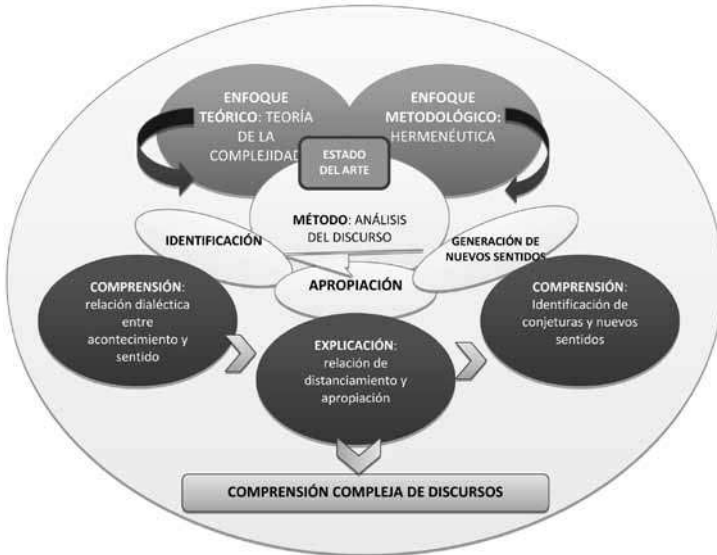 ENFOQUE
TEÓRICO: TEORÍA
DE LA
COMPLEJIDAD
ENFOQUE
METODOLÓGICO:
HERMENÉUTICA
ESTADO
DEL ARTE
MÉTODO: ANÁLISIS
DEL DISCURSO
IDENTIFICACIÓN
APROPIACIÓN
GENERACIÓN DE
NUEVOS SENTIDOS
COMPRENSIÓN:
relación dialéctica
entre
acontecimiento y
sentido
EXPLICACIÓN:
relación de
distanciamiento y
apropiación
COMPRENSIÓN:
Identificación de
conjeturas y nuevos
sentidos
COMPRENSIÓN COMPLEJA DE DISCURSOS